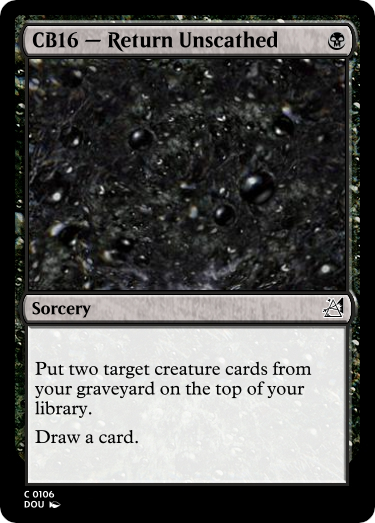 CB16 — Return Unscathed
Sorcery
Put two target creature cards from
your graveyard on the top of your
library.
Draw a card.
C 0106
DOU